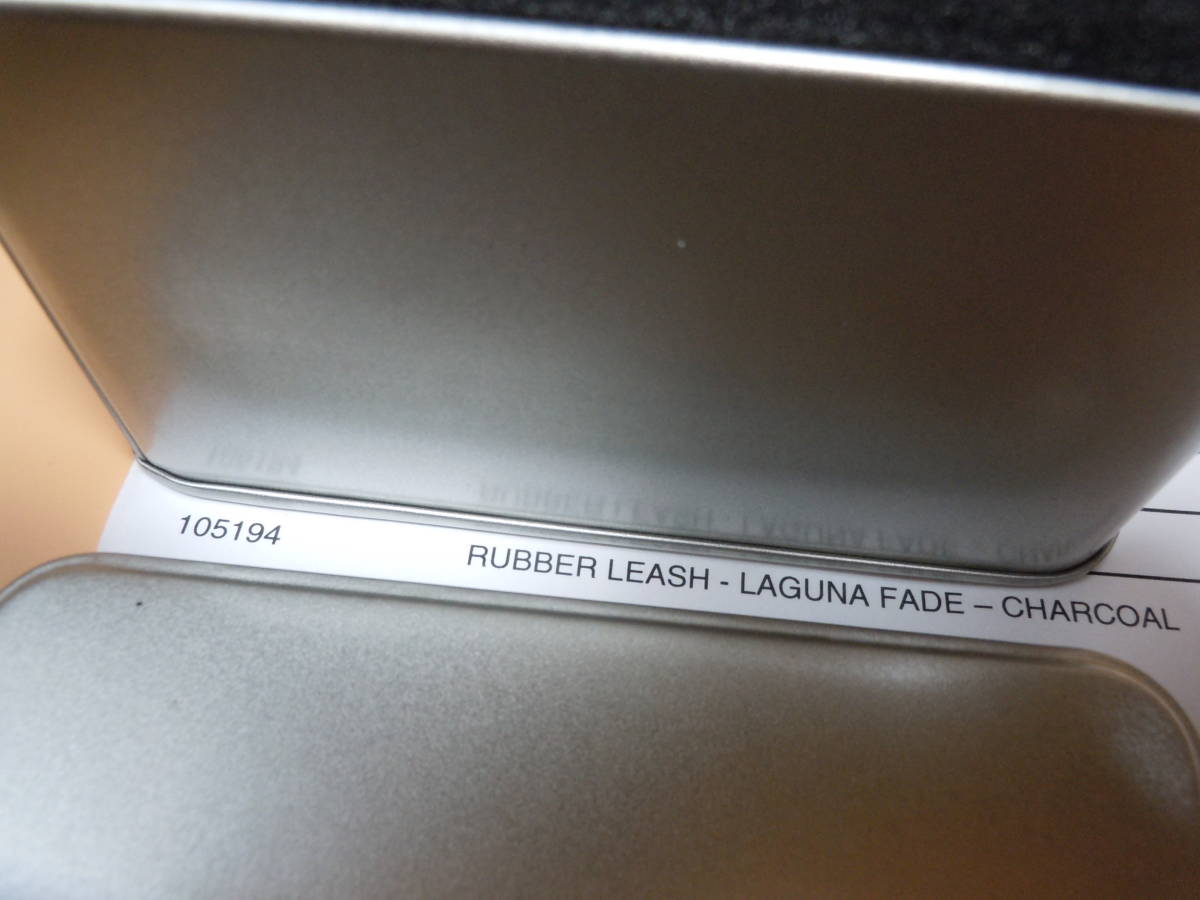 105194 RUBBER LEASH - LAGUNA FADE – CHARCOAL